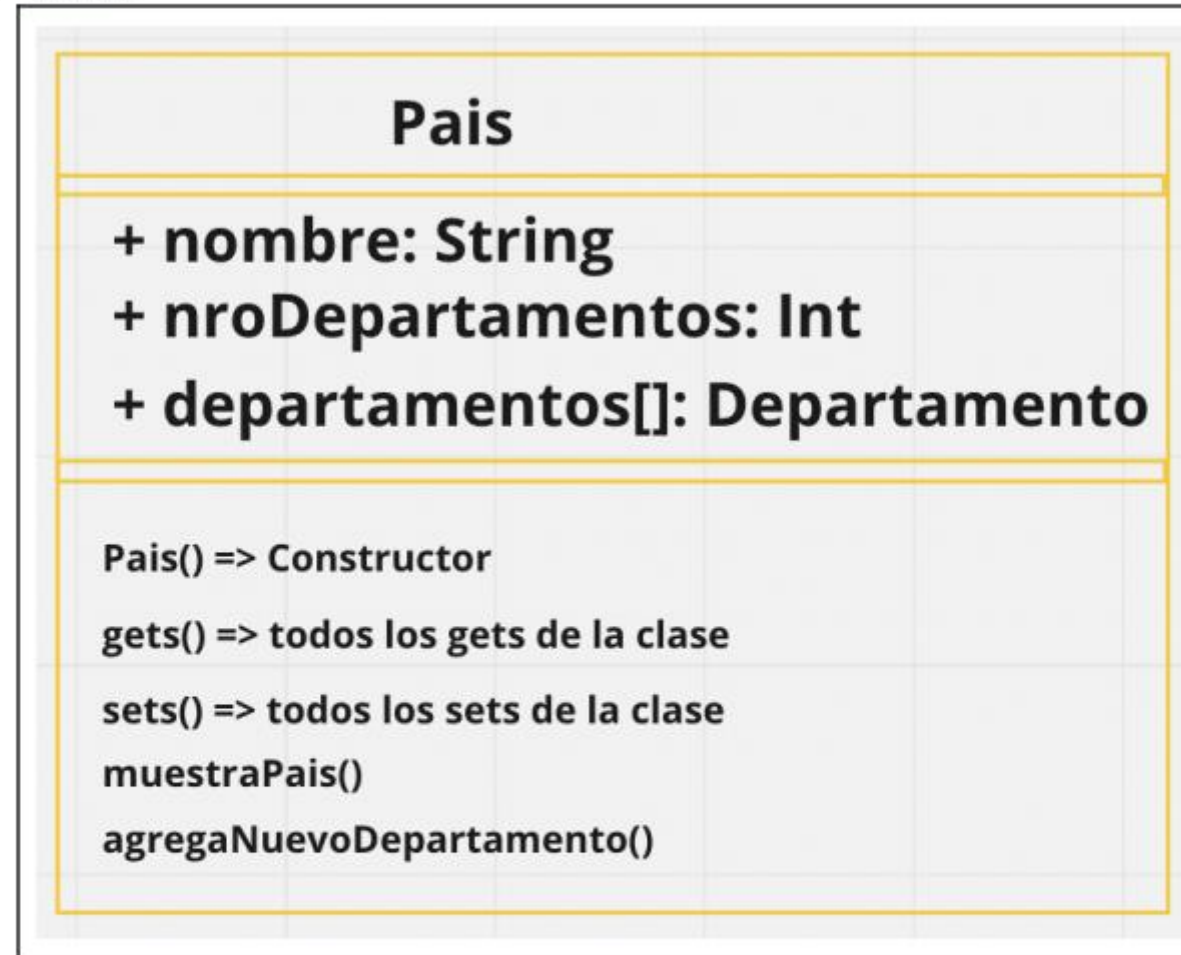 Pais
+ nombre: String
+ nroDepartamentos: Int
+ departamentos[]: Departamento
Pais() => Constructor
gets() => todos los gets de la clase
sets() => todos los sets de la clase
muestraPais()
agregaNuevoDepartamento()